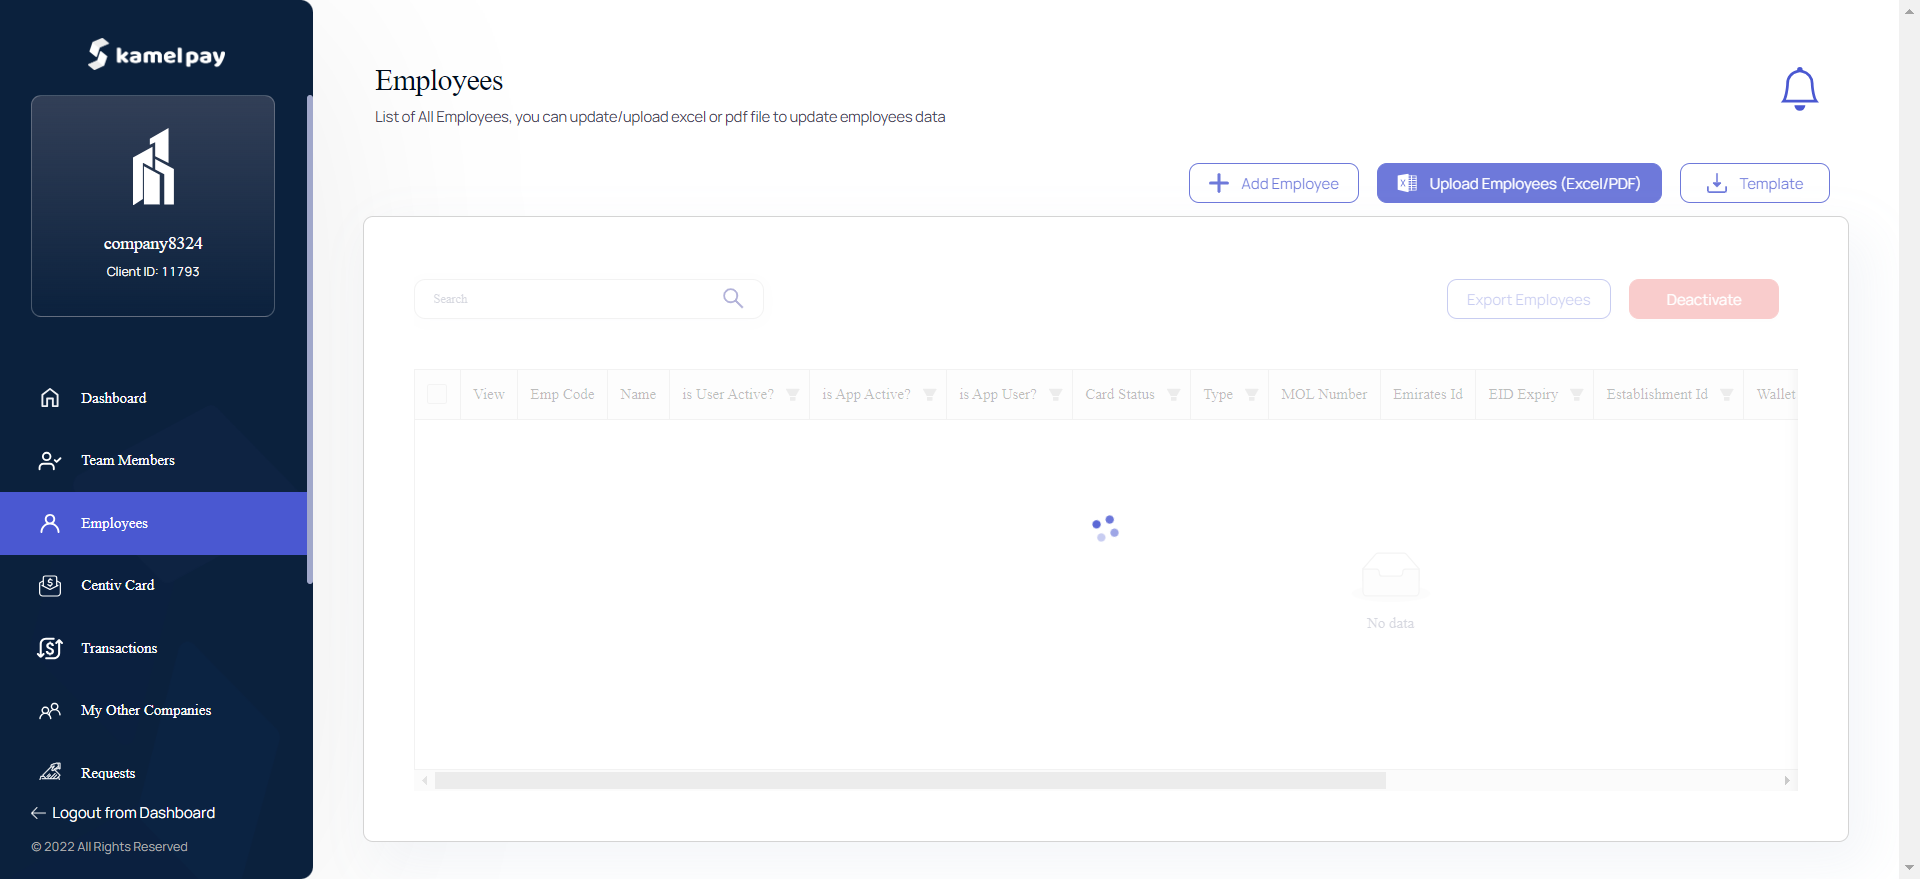 kamelpay
company8324
Client ID: 11793
Dashboard
Team Members
Employees
Centiv Card
Transactions
My Other Companies
Requests
Logout from Dashboard
© 2022 All Rights Reserved
Employees
List of All Employees, you can update/upload excel or pdf file to update employees data
Add Employee
Upload Employees (Excel/PDF)
Template
Search
Export Employees
Deactivate
View Emp Code Name is User Active? is App Active? is App User? Card Status Type MOL Number Emirates Id EID Expiry Establishment Id Wallet
No data